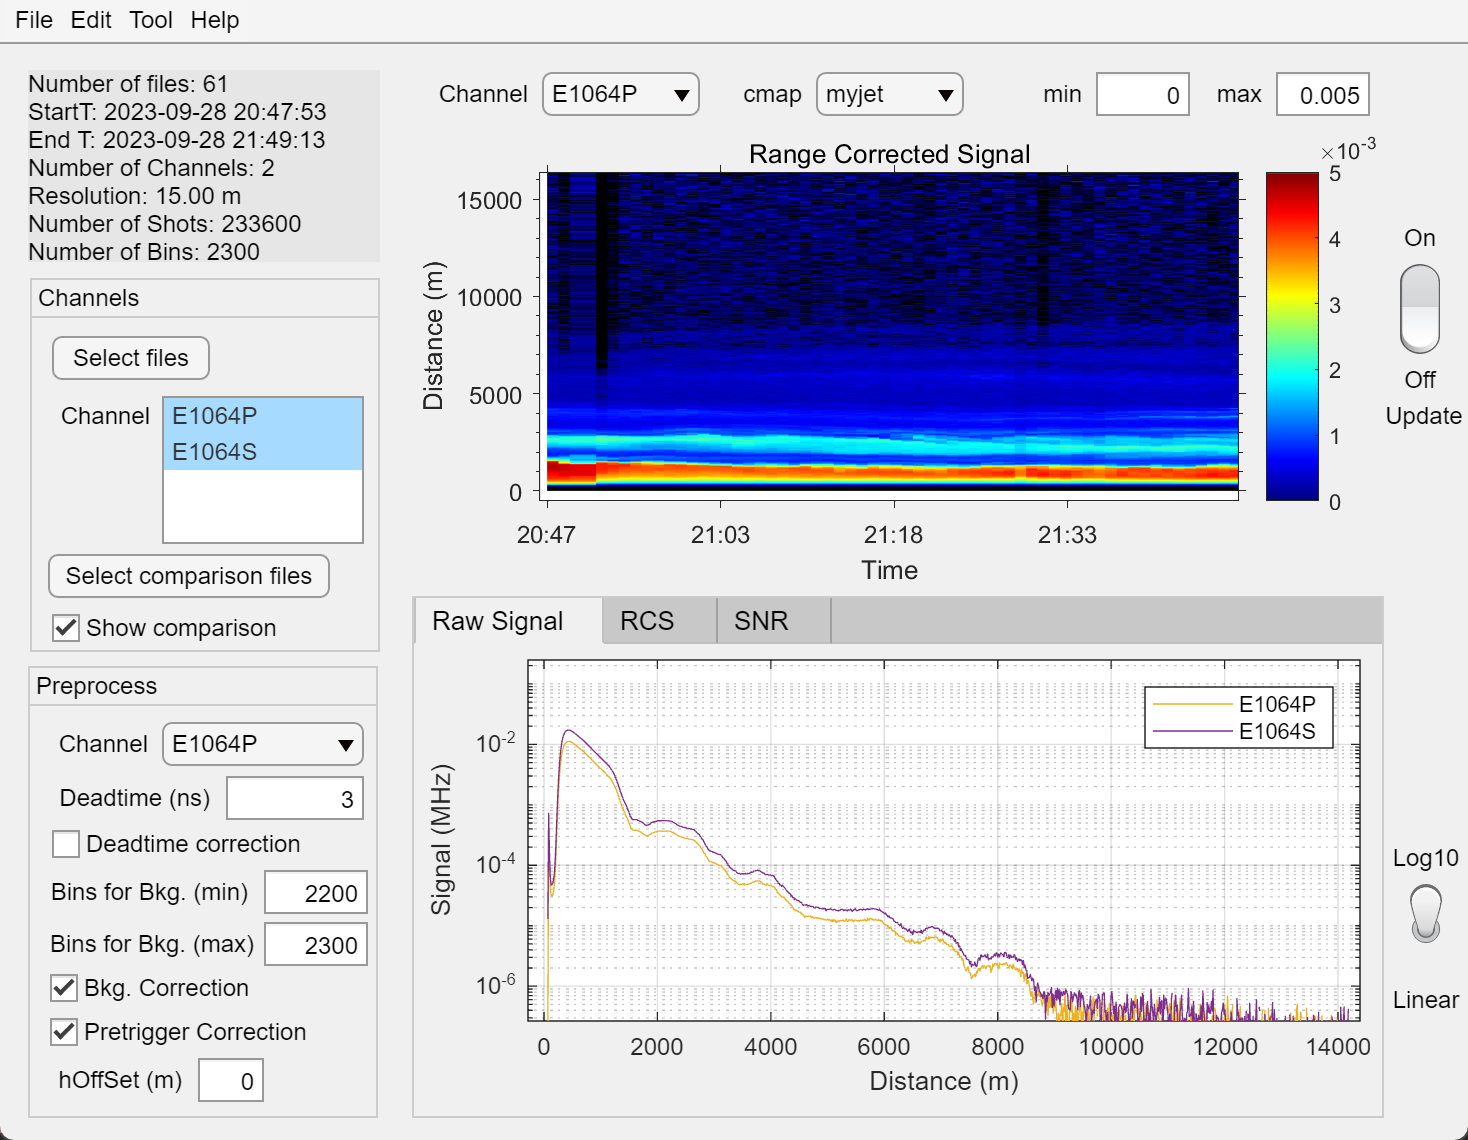 File Edit Tool Help
Number of files: 61
StartT: 2023-09-28 20:47:53
End T: 2023-09-28 21:49:13
Number of Channels: 2
Resolution: 15.00 m
Number of Shots: 233600
Number of Bins: 2300
Channels
Select files
Channel
E1064P
E1064S
Select comparison files
Show comparison
Preprocess
Channel E1064P
Deadtime (ns) 3
Deadtime correction
Bins for Bkg. (min) 2200
Bins for Bkg. (max) 2300
Bkg. Correction
Pretrigger Correction
hOffSet (m) 0
Channel E1064P cmap myjet min 0 max 0.005
Range Corrected Signal
×10⁻³
Distance (m)
15000
10000
5000
0
20:47 21:03 21:18 21:33
Time
5
4
3
2
1
0
On
Off
Update
Raw Signal RCS SNR
E1064P
E1064S
Signal (MHz)
10⁻²
10⁻⁴
10⁻⁶
0 2000 4000 6000 8000 10000 12000 14000
Distance (m)
Log10
Linear